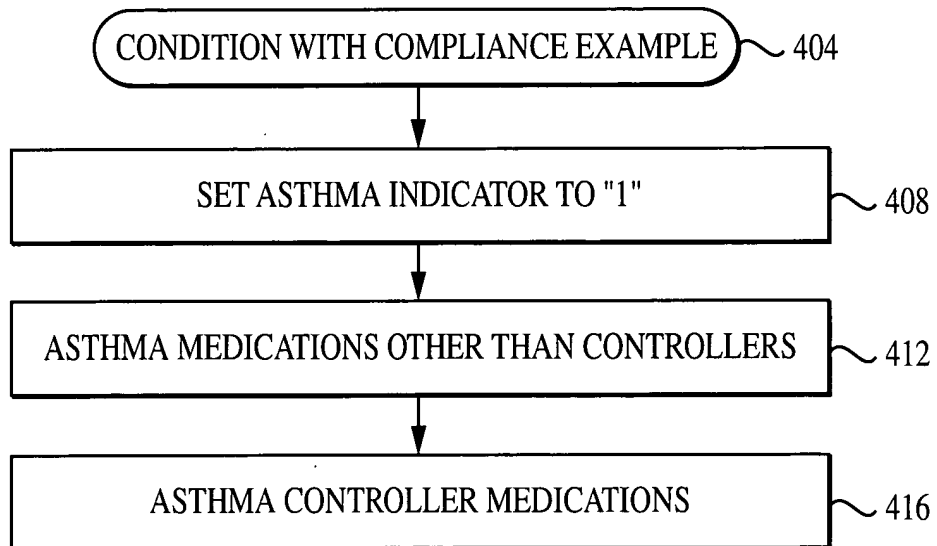 CONDITION WITH COMPLIANCE EXAMPLE 404
SET ASTHMA INDICATOR TO "1" 408
ASTHMA MEDICATIONS OTHER THAN CONTROLLERS 412
ASTHMA CONTROLLER MEDICATIONS 416